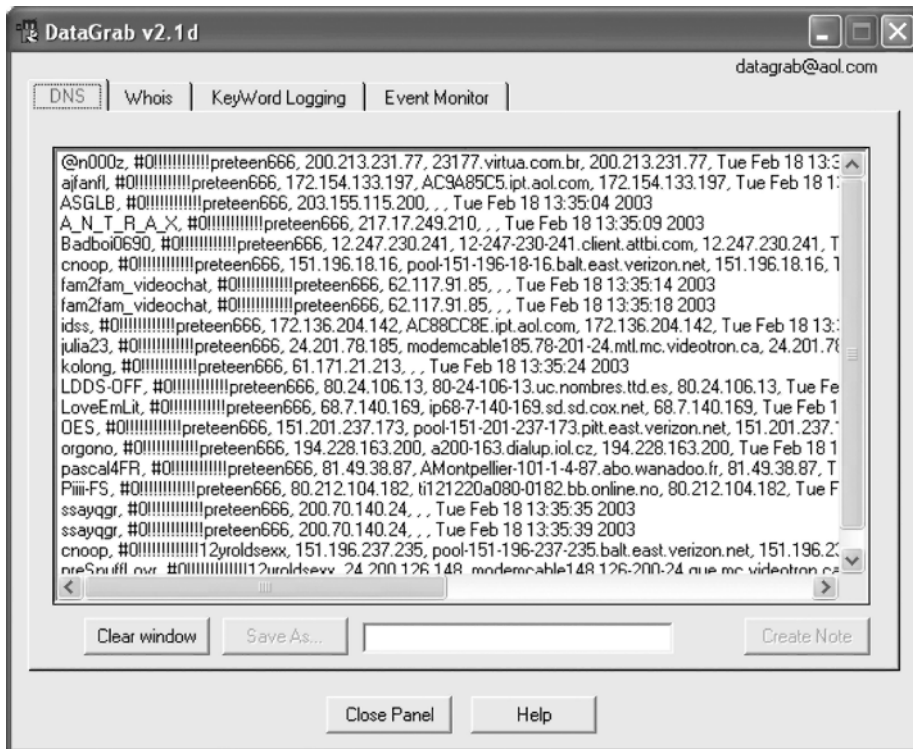 DataGrab v2.1d
datagrab@aol.com
DNS Whois KeyWord Logging Event Monitor
@n000z, #0!!!!!!!!!!!!preteen666, 200.213.231.77, 23177.virtua.com.br, 200.213.231.77, Tue Feb 18 13:3
ajfanfl, #0!!!!!!!!!!!!preteen666, 172.154.133.197, AC9A85C5.ipt.aol.com, 172.154.133.197, Tue Feb 18 1
ASGLB, #0!!!!!!!!!!!!preteen666, 203.155.115.200, , , Tue Feb 18 13:35:04 2003
A_N_T_R_A_X, #0!!!!!!!!!!!!preteen666, 217.17.249.210, , , Tue Feb 18 13:35:09 2003
Badboi0690, #0!!!!!!!!!!!!preteen666, 12.247.230.241, 12-247-230-241.client.attbi.com, 12.247.230.241, T
cnoop, #0!!!!!!!!!!!!preteen666, 151.196.18.16, pool-151-196-18-16.balt.east.verizon.net, 151.196.18.16, T
fam2fam_videochat, #0!!!!!!!!!!!!preteen666, 62.117.91.85, , , Tue Feb 18 13:35:14 2003
fam2fam_videochat, #0!!!!!!!!!!!!preteen666, 62.117.91.85, , , Tue Feb 18 13:35:18 2003
idss, #0!!!!!!!!!!!!preteen666, 172.136.204.142, AC88CC8E.ipt.aol.com, 172.136.204.142, Tue Feb 18 13:
julia23, #0!!!!!!!!!!!!preteen666, 24.201.78.185, modemcable185.78-201-24.mtl.mc.videotron.ca, 24.201.78
kolong, #0!!!!!!!!!!!!preteen666, 61.171.21.213, , , Tue Feb 18 13:35:24 2003
LDDS-OFF, #0!!!!!!!!!!!!preteen666, 80.24.106.13, 80-24-106-13.uc.nombres.ttd.es, 80.24.106.13, Tue Fe
LoveEmLit, #0!!!!!!!!!!!!preteen666, 68.7.140.169, ip68-7-140-169.sd.sd.cox.net, 68.7.140.169, Tue Feb 1
OES, #0!!!!!!!!!!!!preteen666, 151.201.237.173, pool-151-201-237-173.pitt.east.verizon.net, 151.201.237.
orgono, #0!!!!!!!!!!!!preteen666, 194.228.163.200, a200-163.dialup.iol.cz, 194.228.163.200, Tue Feb 18 1
pascal4FR, #0!!!!!!!!!!!!preteen666, 81.49.38.87, AMontpellier-101-1-4-87.abo.wanadoo.fr, 81.49.38.87, T
Piiii-FS, #0!!!!!!!!!!!!preteen666, 80.212.104.182, ti121220a080-0182.bb.online.no, 80.212.104.182, Tue F
ssayqgr, #0!!!!!!!!!!!!preteen666, 200.70.140.24, , , Tue Feb 18 13:35:35 2003
ssayqgr, #0!!!!!!!!!!!!preteen666, 200.70.140.24, , , Tue Feb 18 13:35:39 2003
cnoop, #0!!!!!!!!!!!!!12yroldsexx, 151.196.237.235, pool-151-196-237-235.balt.east.verizon.net, 151.196.23
preSnuffLovr, #0!!!!!!!!!!!!!12yroldsexx, 24.200.126.148, modemcable148.126-200-24.que.mc.videotron.ca
Clear window Save As... Create Note
Close Panel Help